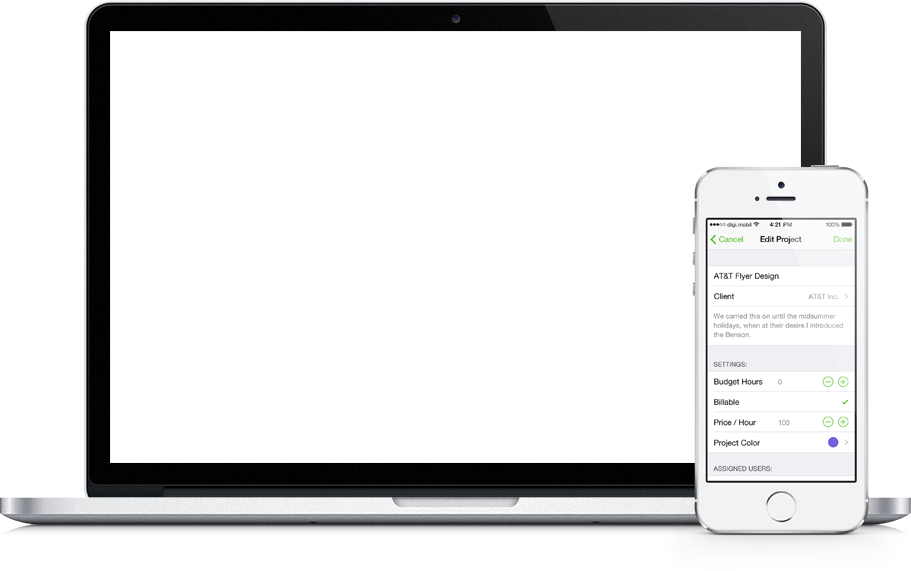 digi.mobil 4:21 PM 100%
Cancel Edit Project Done
AT&T Flyer Design
Client AT&T Inc.
We carried this on until the midsummer
holidays, when at their desire I introduced
the Benson.
SETTINGS:
Budget Hours 0
Billable
Price / Hour 100
Project Color
ASSIGNED USERS: